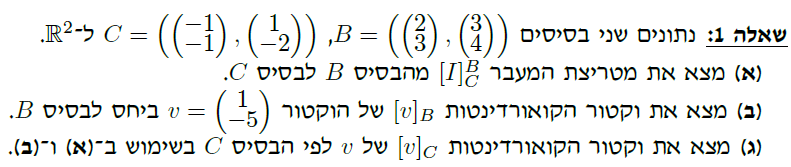 שאלה 1: נתונים שני בסיסים $B = \left(\begin{pmatrix} 2 \\ 3 \end{pmatrix}, \begin{pmatrix} 3 \\ 4 \end{pmatrix}\right)$, $C = \left(\begin{pmatrix} -1 \\ -1 \end{pmatrix}, \begin{pmatrix} 1 \\ -2 \end{pmatrix}\right)$ ל־$\mathbb{R}^2$.
(א) מצא את מטריצת המעבר $[I]_C^B$ מהבסיס $B$ לבסיס $C$.
(ב) מצא את וקטור הקואורדינטות $[v]_B$ של הוקטור $v = \begin{pmatrix} 1 \\ -5 \end{pmatrix}$ ביחס לבסיס $B$.
(ג) מצא את וקטור הקואורדינטות $[v]_C$ של $v$ לפי הבסיס $C$ בשימוש ב־(א) ו־(ב).